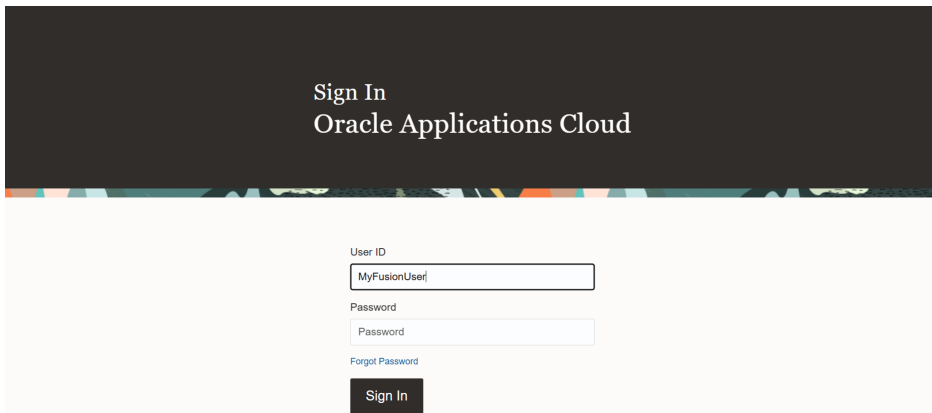 Sign In
Oracle Applications Cloud
User ID
MyFusionUser
Password
Password
Forgot Password
Sign In